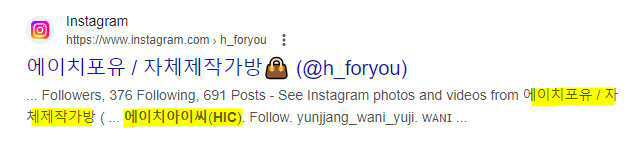 Instagram
https://www.instagram.com › h_foryou
에이치포유 / 자체제작가방👜 (@h_foryou)
... Followers, 376 Following, 691 Posts - See Instagram photos and videos from 에이치포유 / 자
체제작가방 ( ... 에이치아이씨(HIC). Follow. yunjjang_wani_yuji. ᴡᴀɴɪ ...